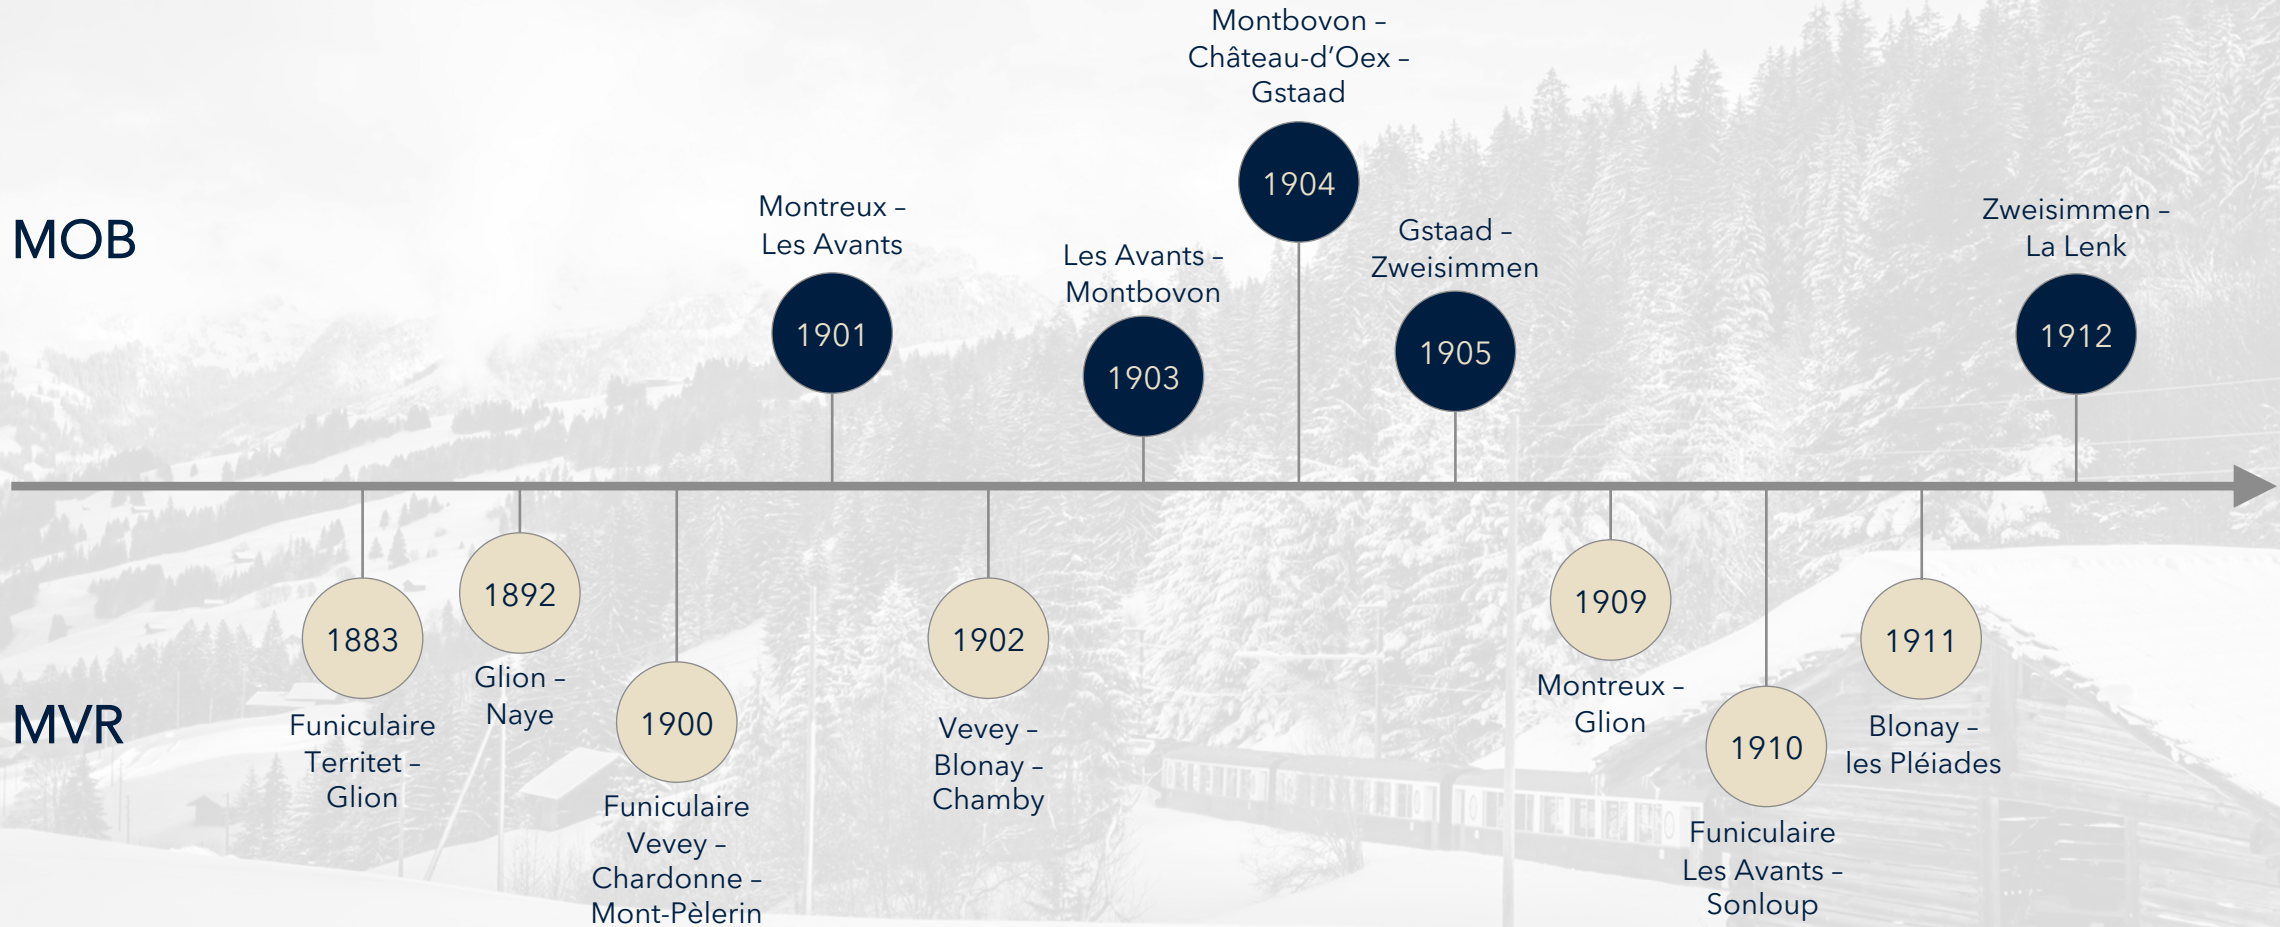 MOB
Montreux –
Les Avants
1901
Les Avants –
Montbovon
1903
Montbovon –
Château-d’Oex –
Gstaad
1904
Gstaad –
Zweisimmen
1905
Zweisimmen –
La Lenk
1912
MVR
1883
Funiculaire
Territet –
Glion
1892
Glion –
Naye
1900
Funiculaire
Vevey –
Chardonne –
Mont-Pèlerin
1902
Vevey –
Blonay –
Chamby
1909
Montreux –
Glion
1910
Funiculaire
Les Avants –
Sonloup
1911
Blonay –
les Pléiades